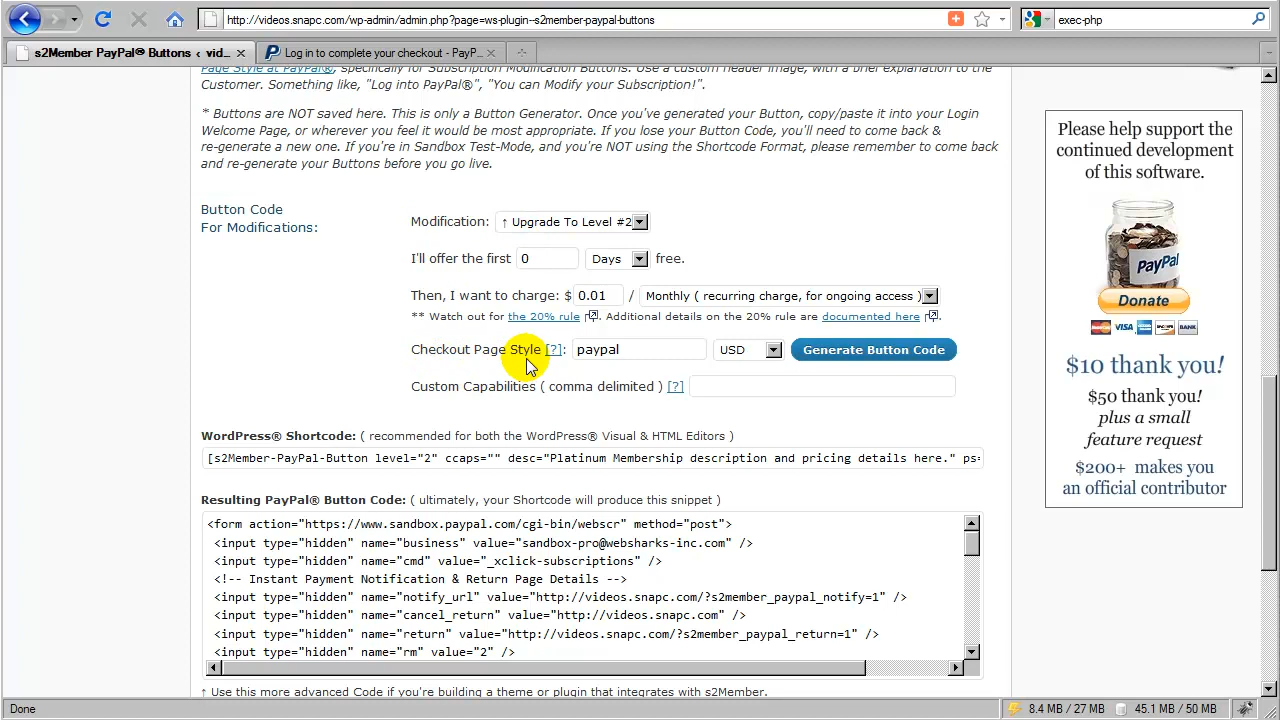 http://videos.snapc.com/wp-admin/admin.php?page=ws-plugin--s2member-paypal-buttons
exec-php
s2Member PayPal® Buttons ‹ vid...
Log in to complete your checkout - PayP...
Page Style at PayPal®, specifically for Subscription Modification Buttons. Use a custom header image, with a brief explanation to the
Customer. Something like, "Log into PayPal®", "You can Modify your Subscription!".
* Buttons are NOT saved here. This is only a Button Generator. Once you've generated your Button, copy/paste it into your Login
Welcome Page, or wherever you feel it would be most appropriate. If you lose your Button Code, you'll need to come back &
re-generate a new one. If you're in Sandbox Test-Mode, and you're NOT using the Shortcode Format, please remember to come back
and re-generate your Buttons before you go live.
Button Code
For Modifications:
Modification: ↑ Upgrade To Level #2
I'll offer the first 0 Days free.
Then, I want to charge: $ 0.01 / Monthly ( recurring charge, for ongoing access )
** Watch out for the 20% rule . Additional details on the 20% rule are documented here .
Checkout Page Style [?]: paypal USD Generate Button Code
Custom Capabilities ( comma delimited ) [?]
WordPress® Shortcode: ( recommended for both the WordPress® Visual & HTML Editors )
[s2Member-PayPal-Button level="2" ccaps="" desc="Platinum Membership description and pricing details here." ps=
Resulting PayPal® Button Code: ( ultimately, your Shortcode will produce this snippet )
<form action="https://www.sandbox.paypal.com/cgi-bin/webscr" method="post">
<input type="hidden" name="business" value="sandbox-pro@websharks-inc.com" />
<input type="hidden" name="cmd" value="_xclick-subscriptions" />
<!-- Instant Payment Notification & Return Page Details -->
<input type="hidden" name="notify_url" value="http://videos.snapc.com/?s2member_paypal_notify=1" />
<input type="hidden" name="cancel_return" value="http://videos.snapc.com" />
<input type="hidden" name="return" value="http://videos.snapc.com/?s2member_paypal_return=1" />
<input type="hidden" name="rm" value="2" />
↑ Use this more advanced Code if you're building a theme or plugin that integrates with s2Member.
Please help support the
continued development
of this software.
PayPal
Donate
VISA
$10 thank you!
$50 thank you!
plus a small
feature request
$200+ makes you
an official contributor
Done
8.4 MB / 27 MB
45.1 MB / 50 MB